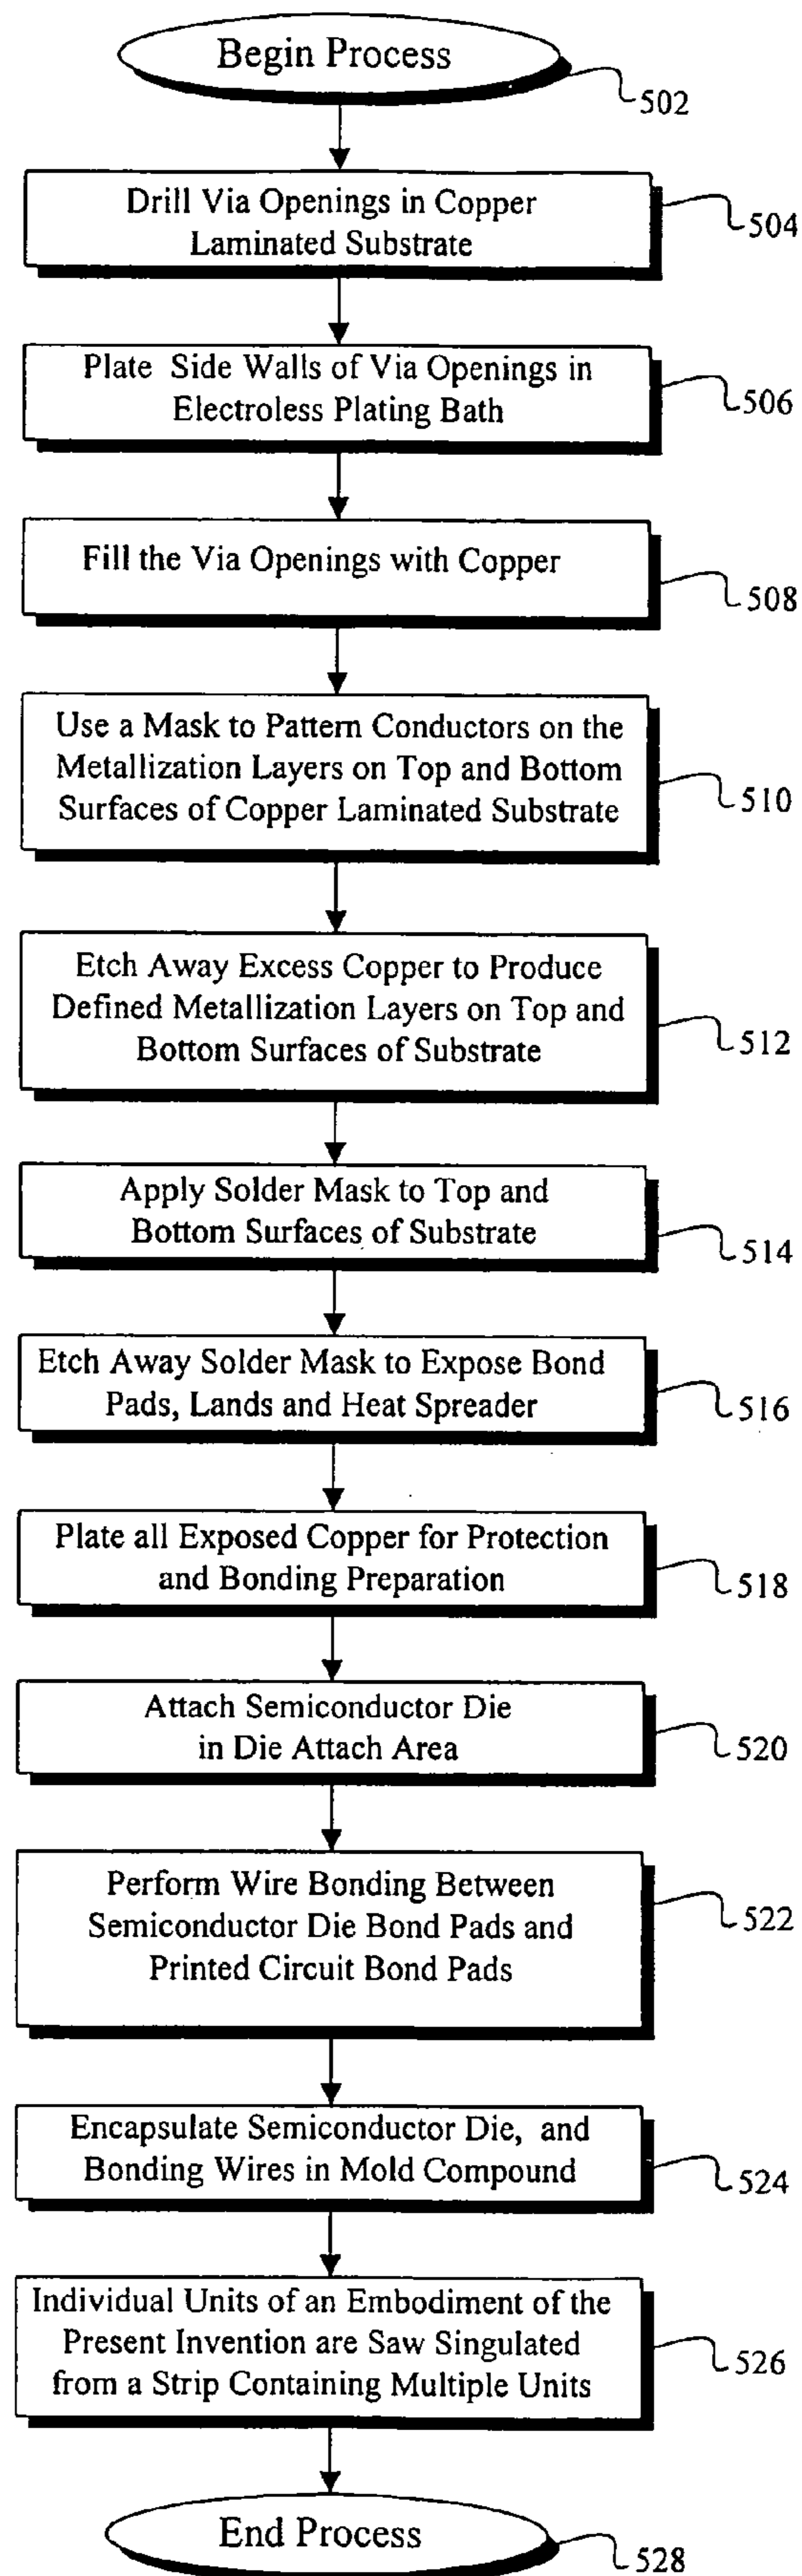 Begin Process
502
Drill Via Openings in Copper
Laminated Substrate
504
Plate Side Walls of Via Openings in
Electroless Plating Bath
506
Fill the Via Openings with Copper
508
Use a Mask to Pattern Conductors on the
Metallization Layers on Top and Bottom
Surfaces of Copper Laminated Substrate
510
Etch Away Excess Copper to Produce
Defined Metallization Layers on Top and
Bottom Surfaces of Substrate
512
Apply Solder Mask to Top and
Bottom Surfaces of Substrate
514
Etch Away Solder Mask to Expose Bond
Pads, Lands and Heat Spreader
516
Plate all Exposed Copper for Protection
and Bonding Preparation
518
Attach Semiconductor Die
in Die Attach Area
520
Perform Wire Bonding Between
Semiconductor Die Bond Pads and
Printed Circuit Bond Pads
522
Encapsulate Semiconductor Die, and
Bonding Wires in Mold Compound
524
Individual Units of an Embodiment of the
Present Invention are Saw Singulated
from a Strip Containing Multiple Units
526
End Process
528